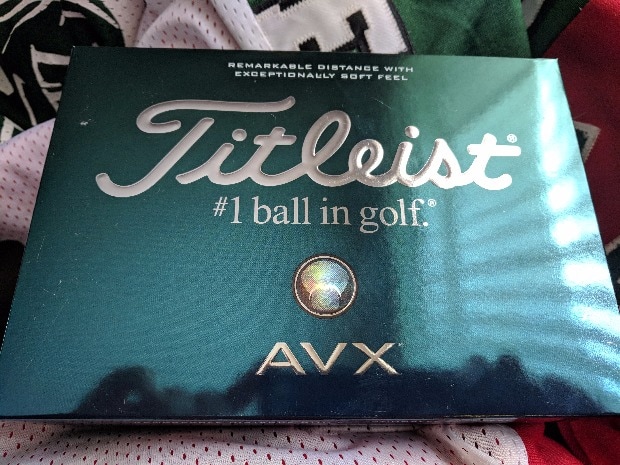 REMARKABLE DISTANCE WITH
EXCEPTIONALLY SOFT FEEL
Titleist®
#1 ball in golf.®
AVX